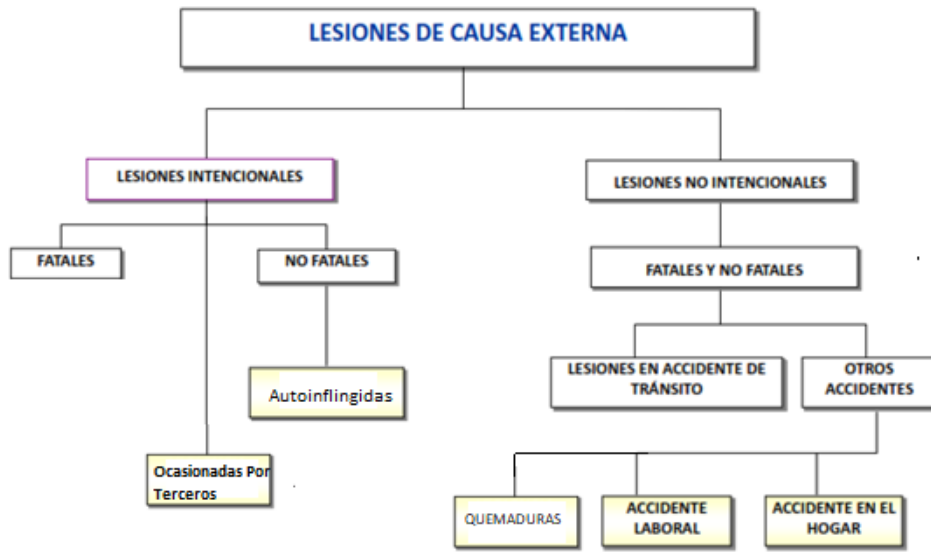 LESIONES DE CAUSA EXTERNA
LESIONES INTENCIONALES
LESIONES NO INTENCIONALES
FATALES
NO FATALES
FATALES Y NO FATALES
LESIONES EN ACCIDENTE DE
TRÁNSITO
OTROS
ACCIDENTES
Autoinflingidas
Ocasionadas Por
Terceros
QUEMADURAS
ACCIDENTE
LABORAL
ACCIDENTE EN EL
HOGAR